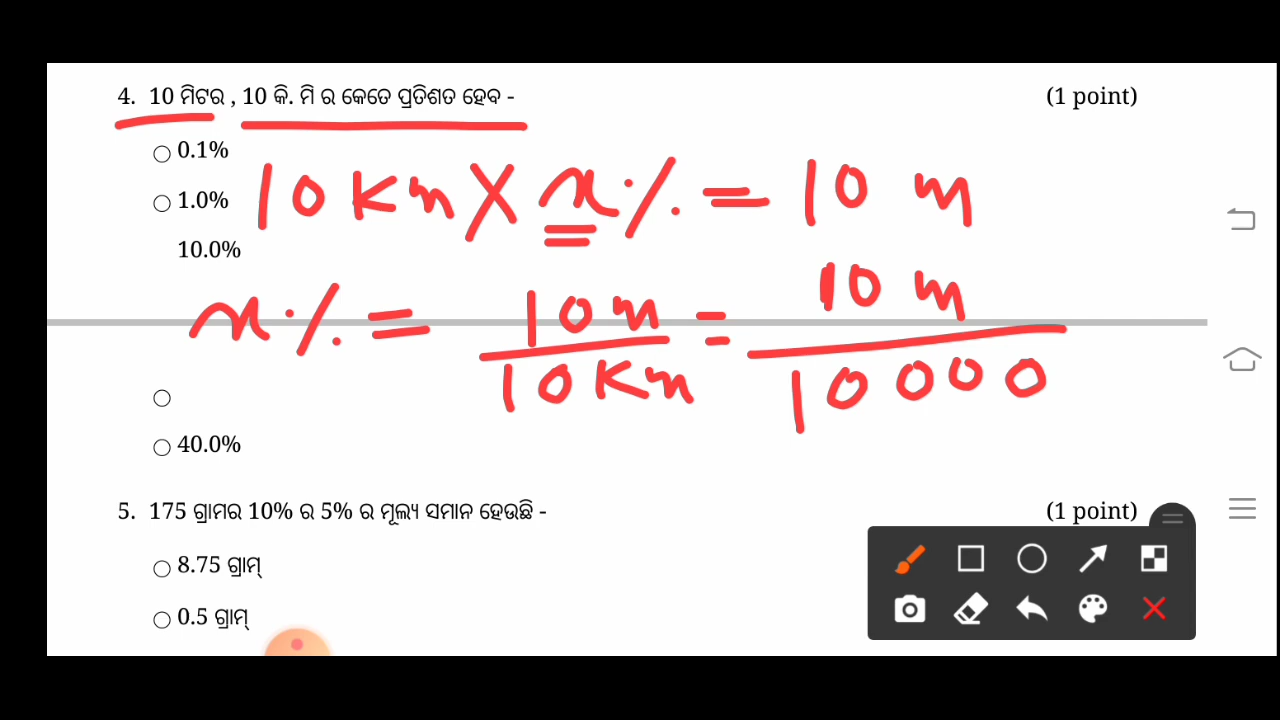 4. 10 ମିଟର , 10 କି. ମି ର କେତେ ପ୍ରତିଶତ ହେବ - (1 point)
0.1%
1.0%
10 km X x % = 10 m
10.0%
x % = 10 m / 10 km = 10 m / 10000
40.0%
5. 175 ଗ୍ରାମର 10% ର 5% ର ମୂଲ୍ୟ ସମାନ ହେଉଛି - (1 point)
8.75 ଗ୍ରାମ୍
0.5 ଗ୍ରାମ୍